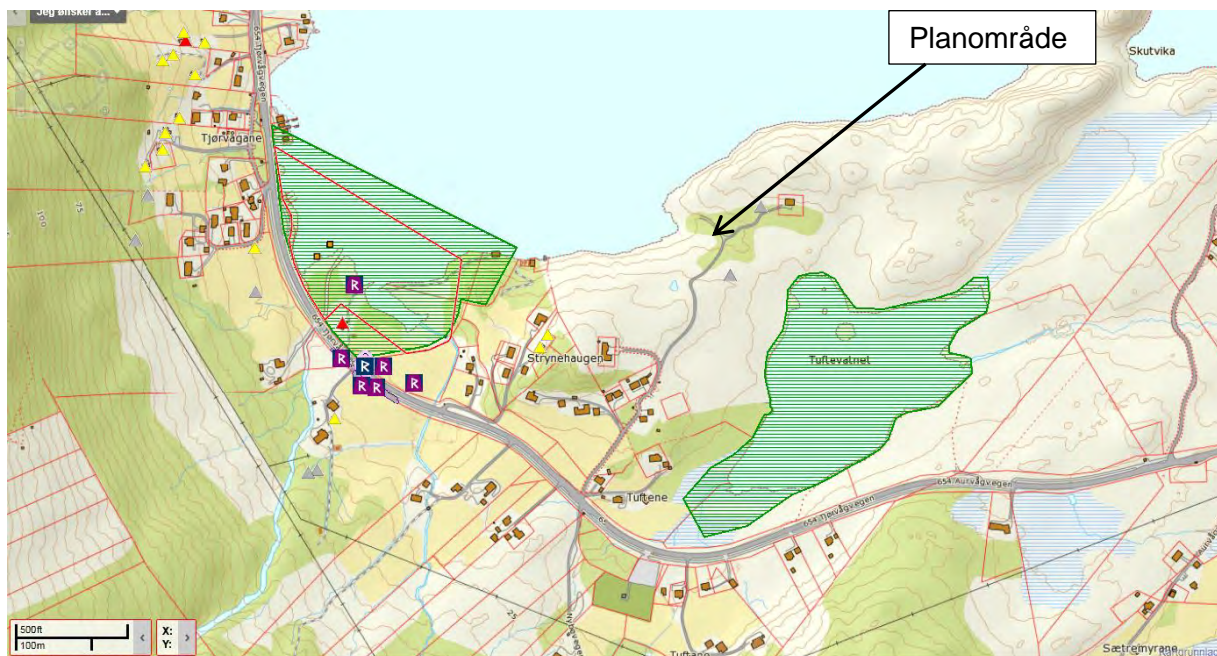 Jeg ønsker å... ▾
Planområde
Skutvika
654 Tjørvågvegen
Tjørvågane
100
75
R
Strynehaugen
Tuftevatnet
R
R
R
R
R
R
654 Aurvågvegen
Tuftene
654 Tjørvågvegen
25
500ft
100m
X:
Y:
Sætremyrane